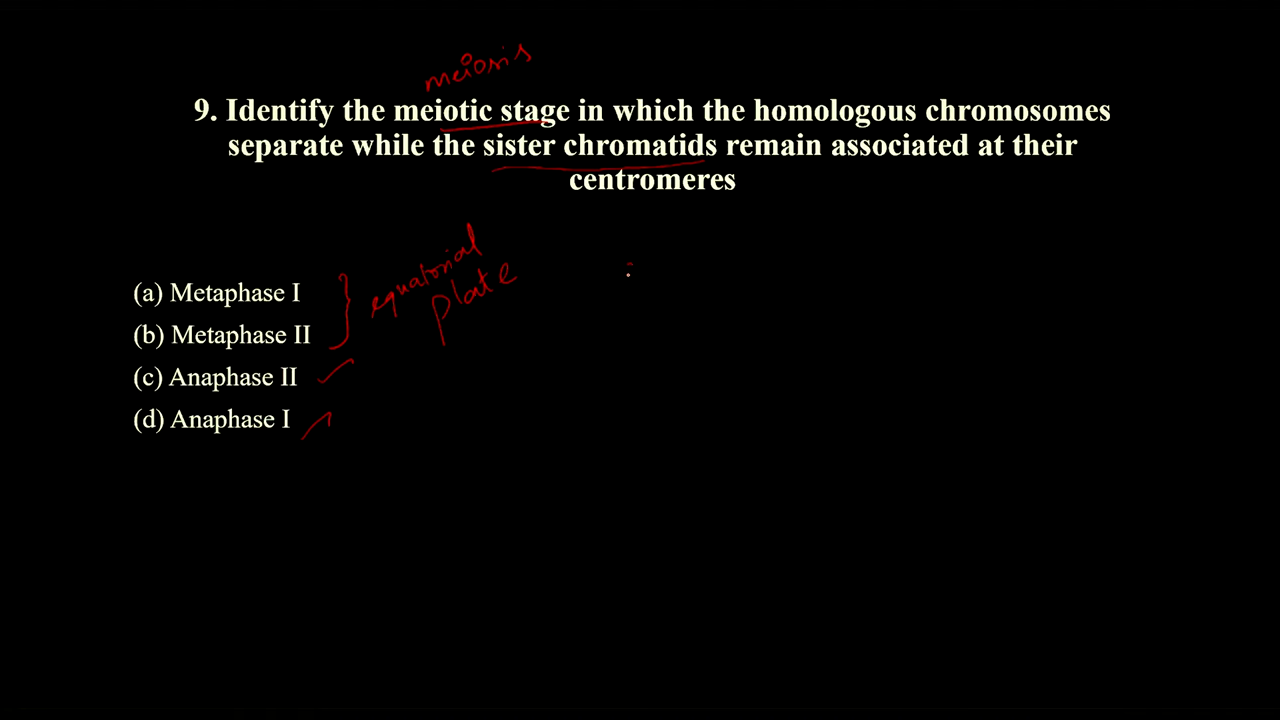 meiosis
9. Identify the meiotic stage in which the homologous chromosomes
separate while the sister chromatids remain associated at their
centromeres
equatorial
plate
(a) Metaphase I
(b) Metaphase II
(c) Anaphase II
(d) Anaphase I